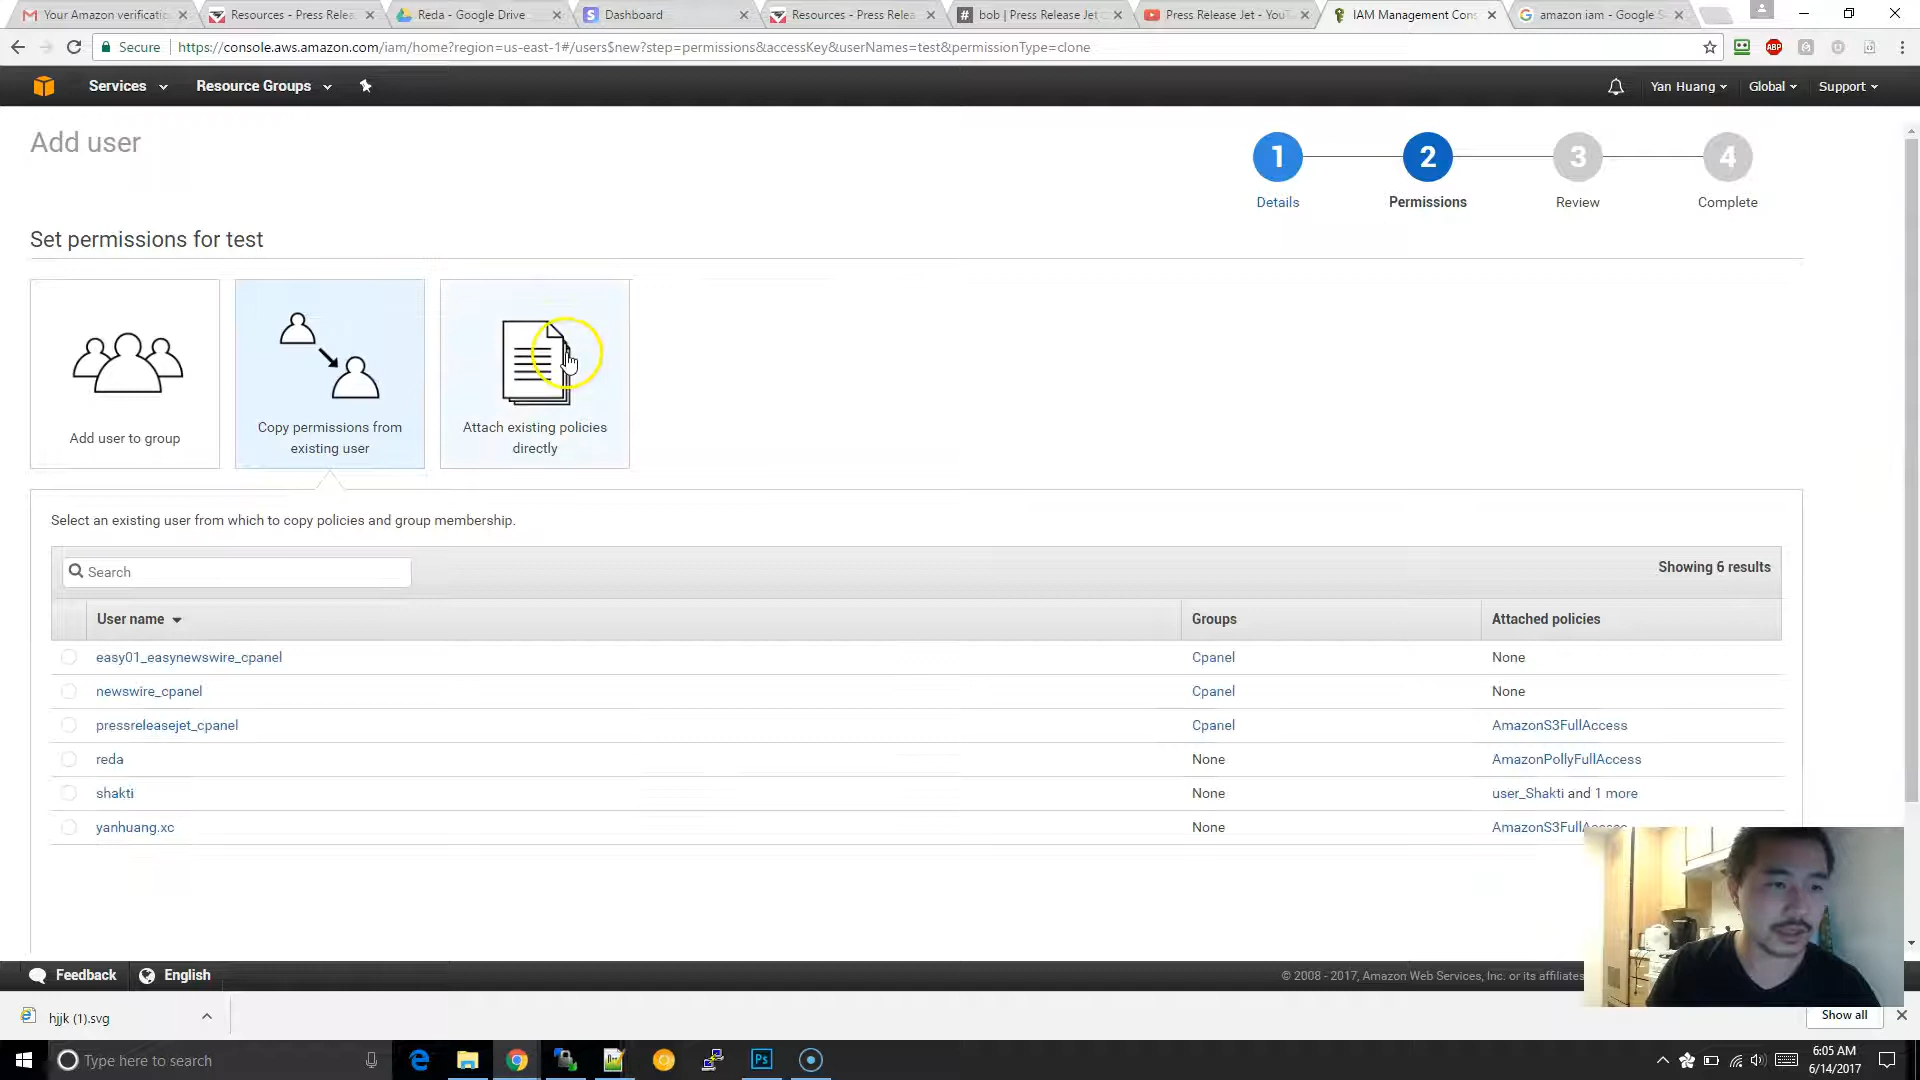 Your Amazon verificati
Resources - Press Relea
Reda - Google Drive
Dashboard
Resources - Press Relea
bob | Press Release Jet
Press Release Jet - YouT
IAM Management Con
amazon iam - Google S
Secure
https://console.aws.amazon.com/iam/home?region=us-east-1#/users$new?step=permissions&accessKey&userNames=test&permissionType=clone
ABP
Services
Resource Groups
Yan Huang
Global
Support
Add user
1
2
3
4
Details
Permissions
Review
Complete
Set permissions for test
Add user to group
Copy permissions from
existing user
Attach existing policies
directly
Select an existing user from which to copy policies and group membership.
Search
Showing 6 results
User name
Groups
Attached policies
easy01_easynewswire_cpanel
Cpanel
None
newswire_cpanel
Cpanel
None
pressreleasejet_cpanel
Cpanel
AmazonS3FullAccess
reda
None
AmazonPollyFullAccess
shakti
None
user_Shakti and 1 more
yanhuang.xc
None
AmazonS3FullAccess
Feedback
English
© 2008 - 2017, Amazon Web Services, Inc. or its affiliates
hjjk (1).svg
Show all
Type here to search
Ps
6:05 AM
6/14/2017